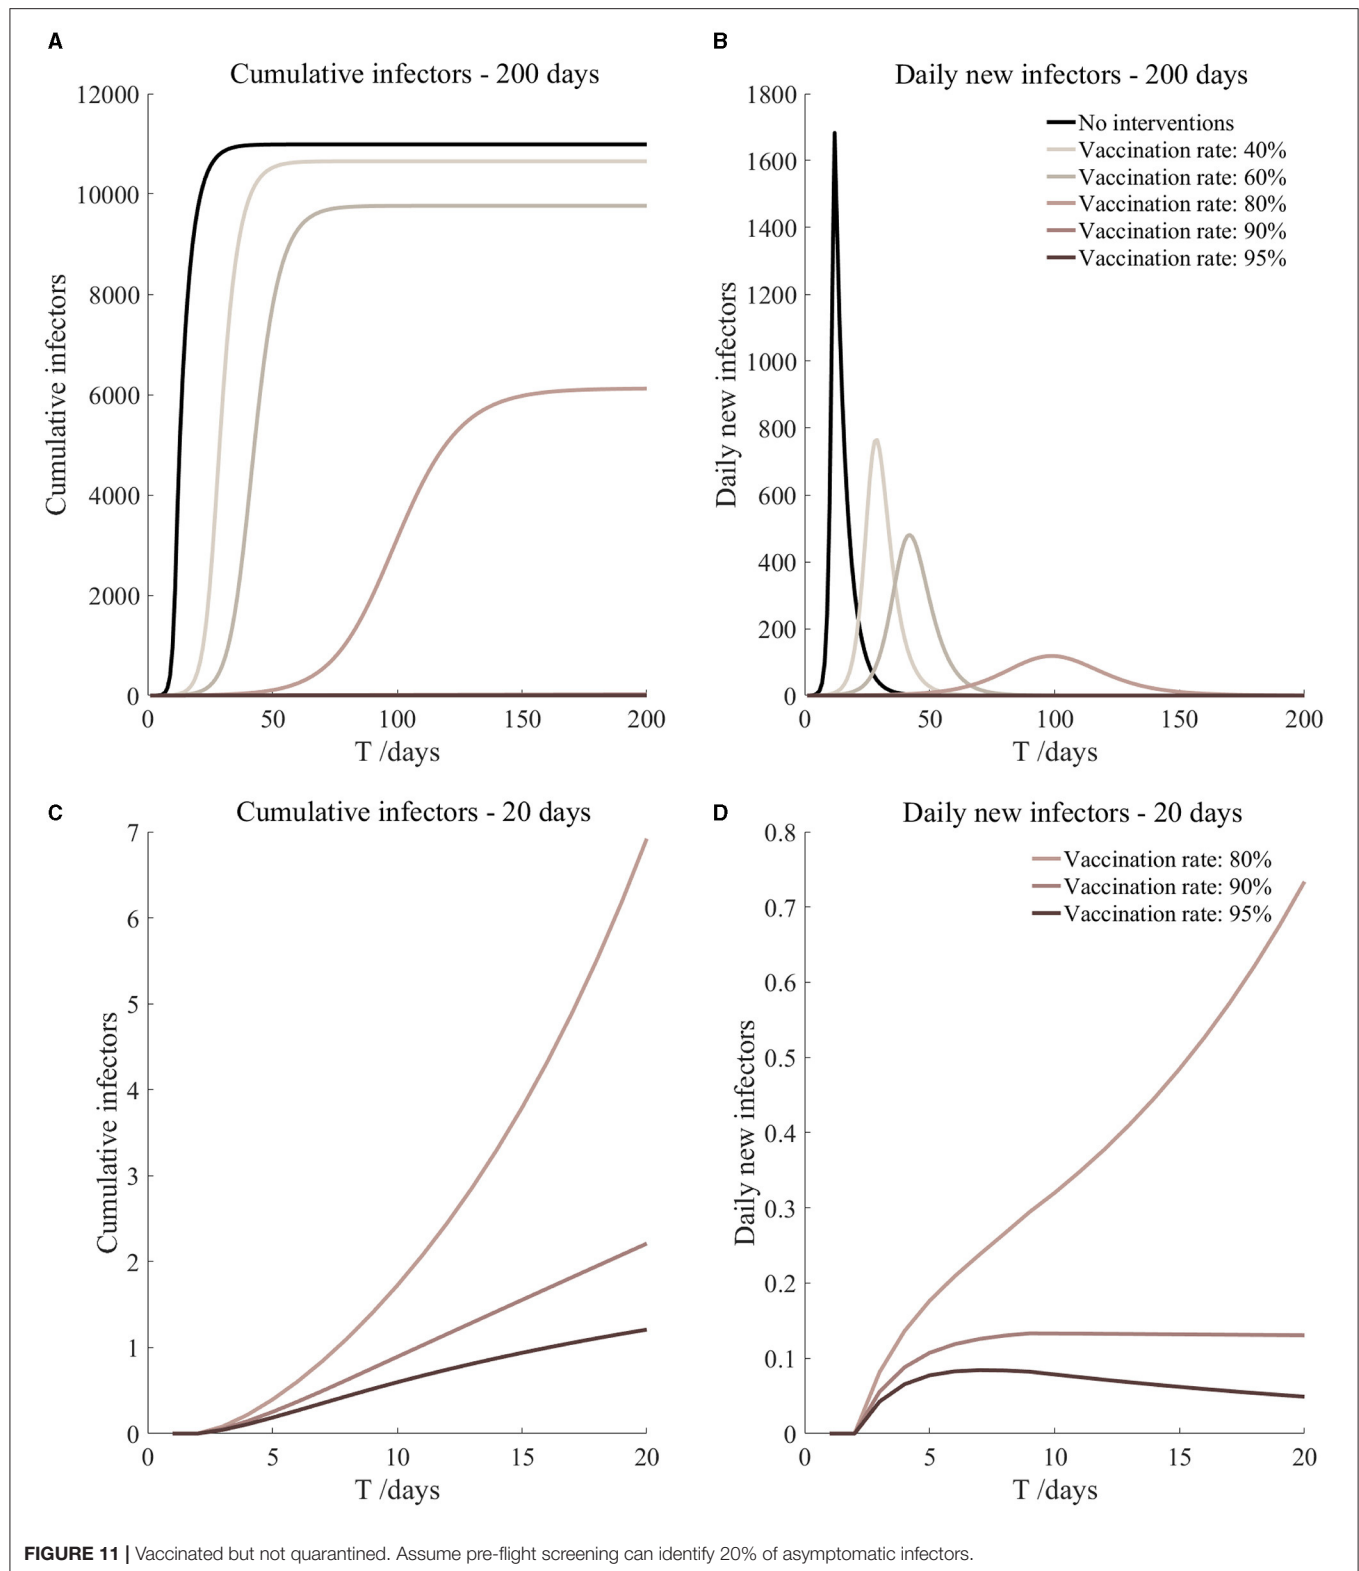 A
B
Cumulative infectors - 200 days
Daily new infectors - 200 days
12000
10000
8000
6000
4000
2000
0
Cumulative infectors
0 50 100 150 200
T /days
1800
1600
1400
1200
1000
800
600
400
200
0
Daily new infectors
No interventions
Vaccination rate: 40%
Vaccination rate: 60%
Vaccination rate: 80%
Vaccination rate: 90%
Vaccination rate: 95%
0 50 100 150 200
T /days
C
D
Cumulative infectors - 20 days
Daily new infectors - 20 days
7
6
5
4
3
2
1
0
Cumulative infectors
0 5 10 15 20
T /days
0.8
0.7
0.6
0.5
0.4
0.3
0.2
0.1
0
Daily new infectors
Vaccination rate: 80%
Vaccination rate: 90%
Vaccination rate: 95%
0 5 10 15 20
T /days
FIGURE 11 | Vaccinated but not quarantined. Assume pre-flight screening can identify 20% of asymptomatic infectors.